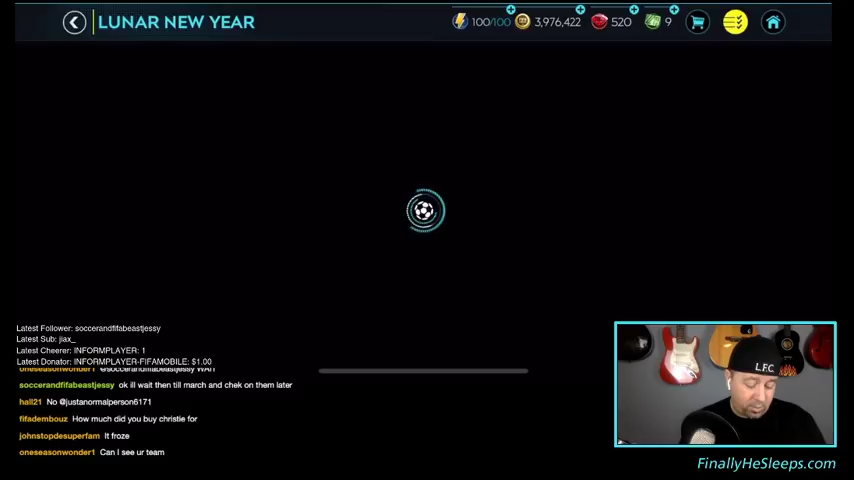 LUNAR NEW YEAR
100/100
3,976,422
520
9
Latest Follower: soccerandfifabeastjessy
Latest Sub: jiax_
Latest Cheerer: INFORMPLAYER: 1
Latest Donator: INFORMPLAYER-FIFAMOBILE: $1.00
oneseasonwonder1 @soccerandfifabeastjessy WAIT
soccerandfifabeastjessy ok ill wait then till march and chek on them later
hall21 No @justanormalperson6171
fifadembouz How much did you buy christie for
johnstopdesuperfam It froze
oneseasonwonder1 Can I see ur team
L.F.C.
FinallyHeSleeps.com